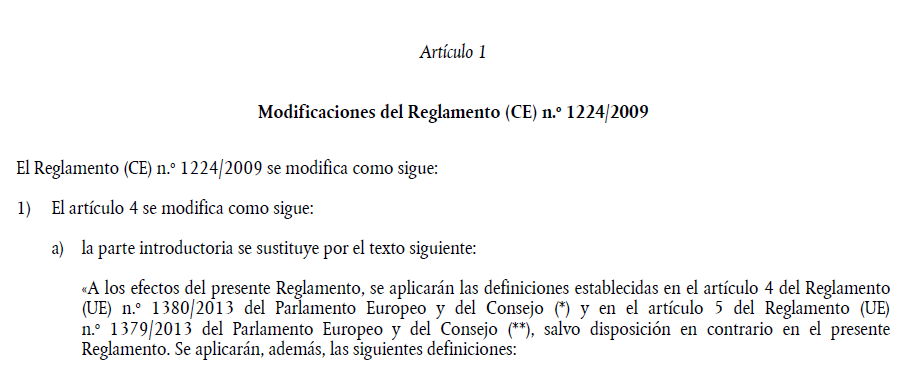 Artículo 1
Modificaciones del Reglamento (CE) n.º 1224/2009
El Reglamento (CE) n.º 1224/2009 se modifica como sigue:
1) El artículo 4 se modifica como sigue:
a) la parte introductoria se sustituye por el texto siguiente:
«A los efectos del presente Reglamento, se aplicarán las definiciones establecidas en el artículo 4 del Reglamento
(UE) n.º 1380/2013 del Parlamento Europeo y del Consejo (*) y en el artículo 5 del Reglamento (UE)
n.º 1379/2013 del Parlamento Europeo y del Consejo (**), salvo disposición en contrario en el presente
Reglamento. Se aplicarán, además, las siguientes definiciones: